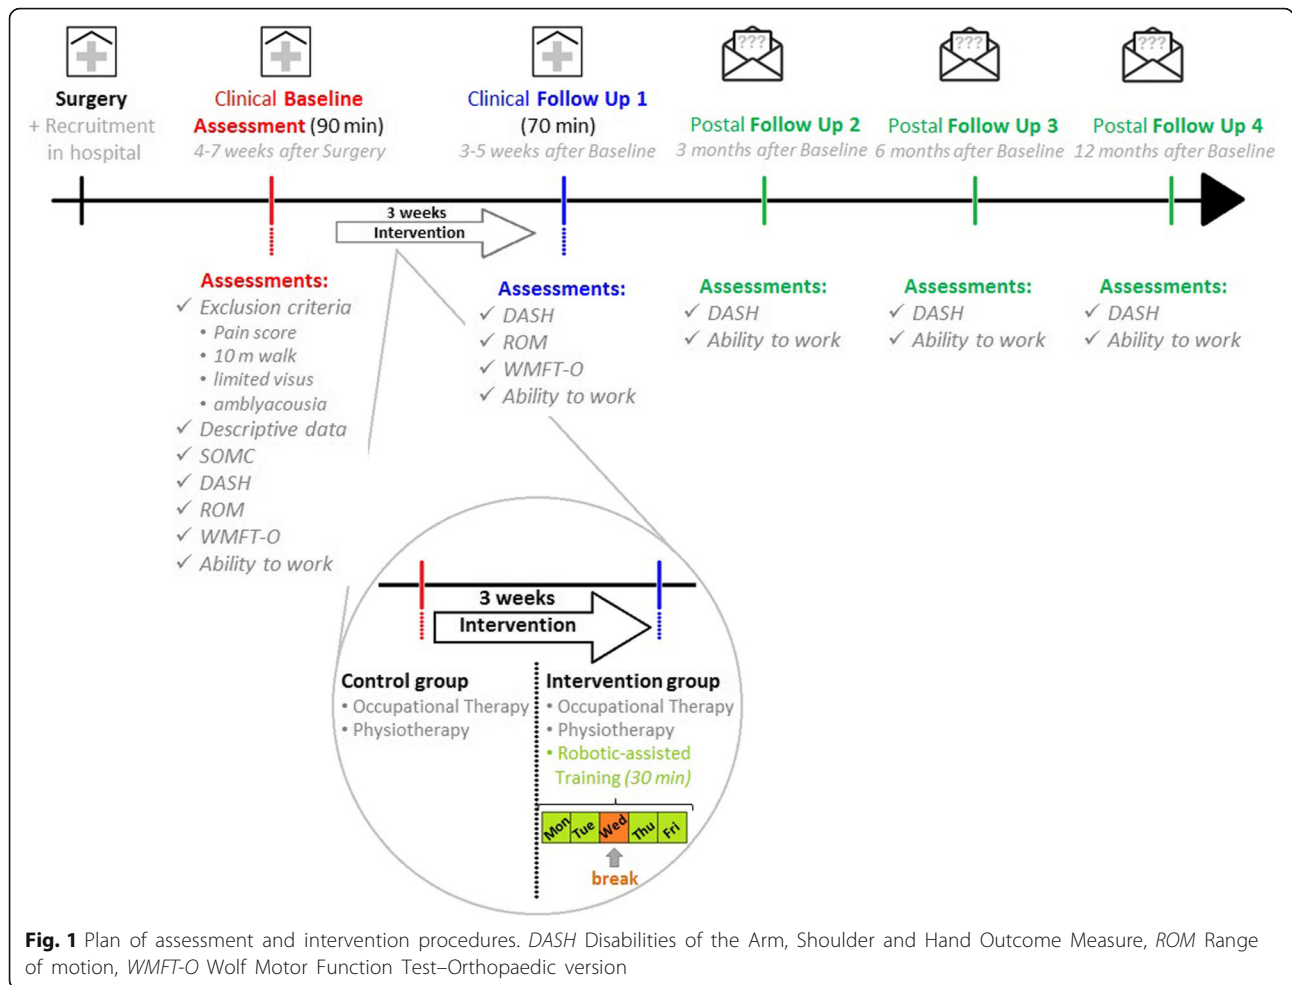 ???
???
???
Surgery
+ Recruitment
in hospital
Clinical Baseline
Assessment (90 min)
4-7 weeks after Surgery
Clinical Follow Up 1
(70 min)
3-5 weeks after Baseline
Postal Follow Up 2
3 months after Baseline
Postal Follow Up 3
6 months after Baseline
Postal Follow Up 4
12 months after Baseline
3 weeks
Intervention
Assessments:
✓ Exclusion criteria
• Pain score
• 10 m walk
• limited visus
• amblyacousia
✓ Descriptive data
✓ SOMC
✓ DASH
✓ ROM
✓ WMFT-O
✓ Ability to work
Assessments:
✓ DASH
✓ ROM
✓ WMFT-O
✓ Ability to work
Assessments:
✓ DASH
✓ Ability to work
Assessments:
✓ DASH
✓ Ability to work
Assessments:
✓ DASH
✓ Ability to work
3 weeks
Intervention
Control group
• Occupational Therapy
• Physiotherapy
Intervention group
• Occupational Therapy
• Physiotherapy
• Robotic-assisted
Training (30 min)
Mon Tue Wed Thu Fri
break
Fig. 1 Plan of assessment and intervention procedures. DASH Disabilities of the Arm, Shoulder and Hand Outcome Measure, ROM Range
of motion, WMFT-O Wolf Motor Function Test–Orthopaedic version